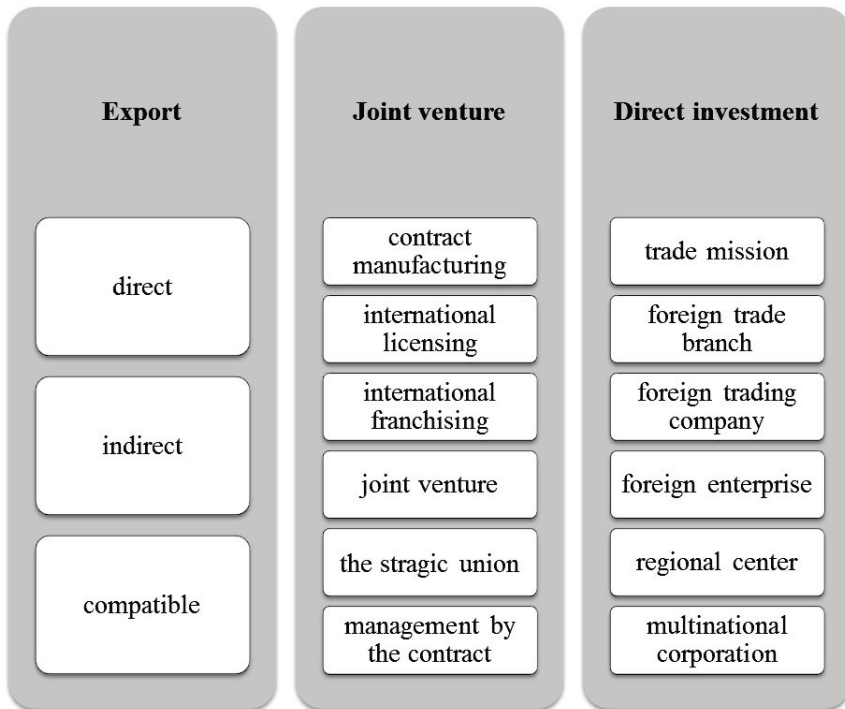 Export
direct
indirect
compatible
Joint venture
contract
manufacturing
international
licensing
international
franchising
joint venture
the stragic union
management by
the contract
Direct investment
trade mission
foreign trade
branch
foreign trading
company
foreign enterprise
regional center
multinational
corporation